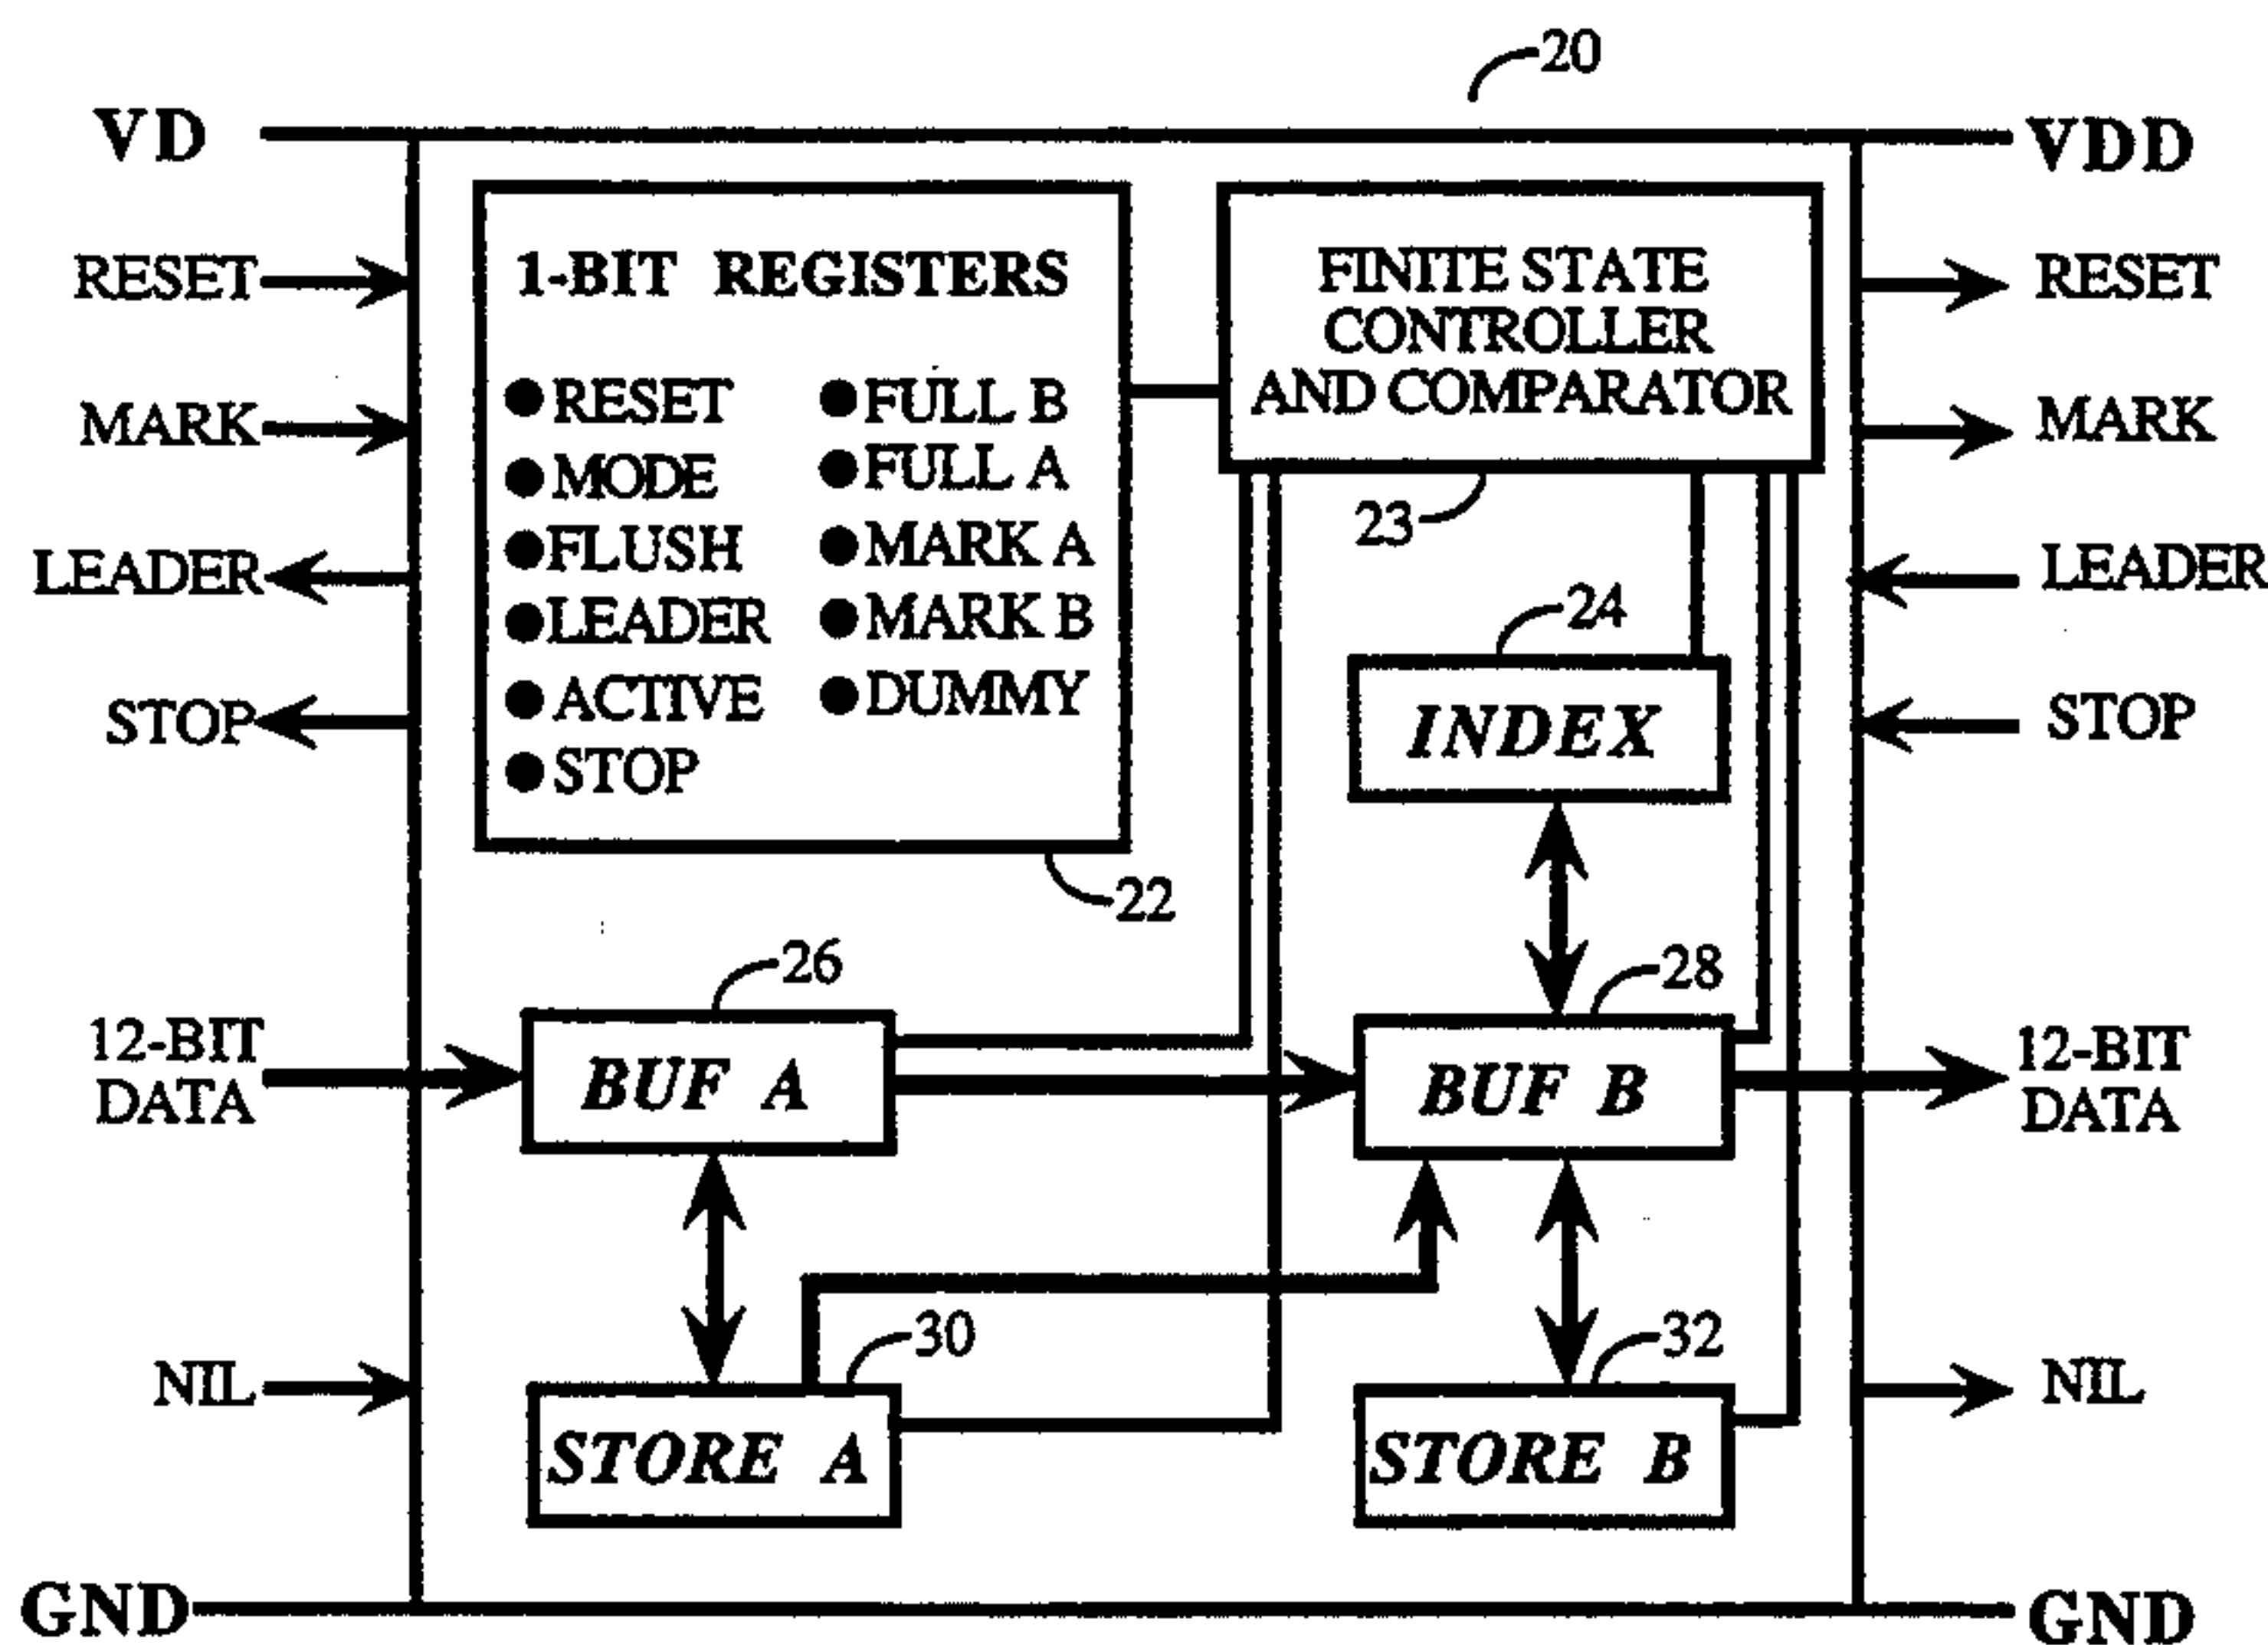 20
VD
VDD
RESET
MARK
LEADER
STOP
12-BIT
DATA
NIL
GND
1-BIT REGISTERS
● RESET
● MODE
● FLUSH
● LEADER
● ACTIVE
● STOP
● FULL B
● FULL A
● MARK A
● MARK B
● DUMMY
22
FINITE STATE
CONTROLLER
AND COMPARATOR
23
24
INDEX
26
BUF A
28
BUF B
30
STORE A
32
STORE B
RESET
MARK
LEADER
STOP
12-BIT
DATA
NIL
GND